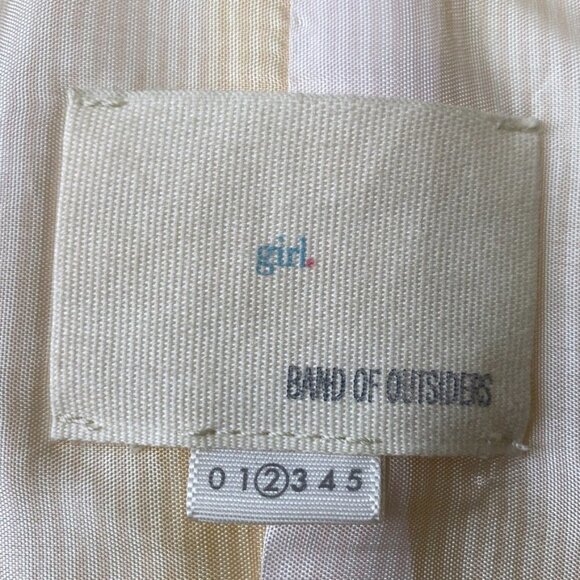 girl.
BAND OF OUTSIDERS
0 1 ② 3 4 5